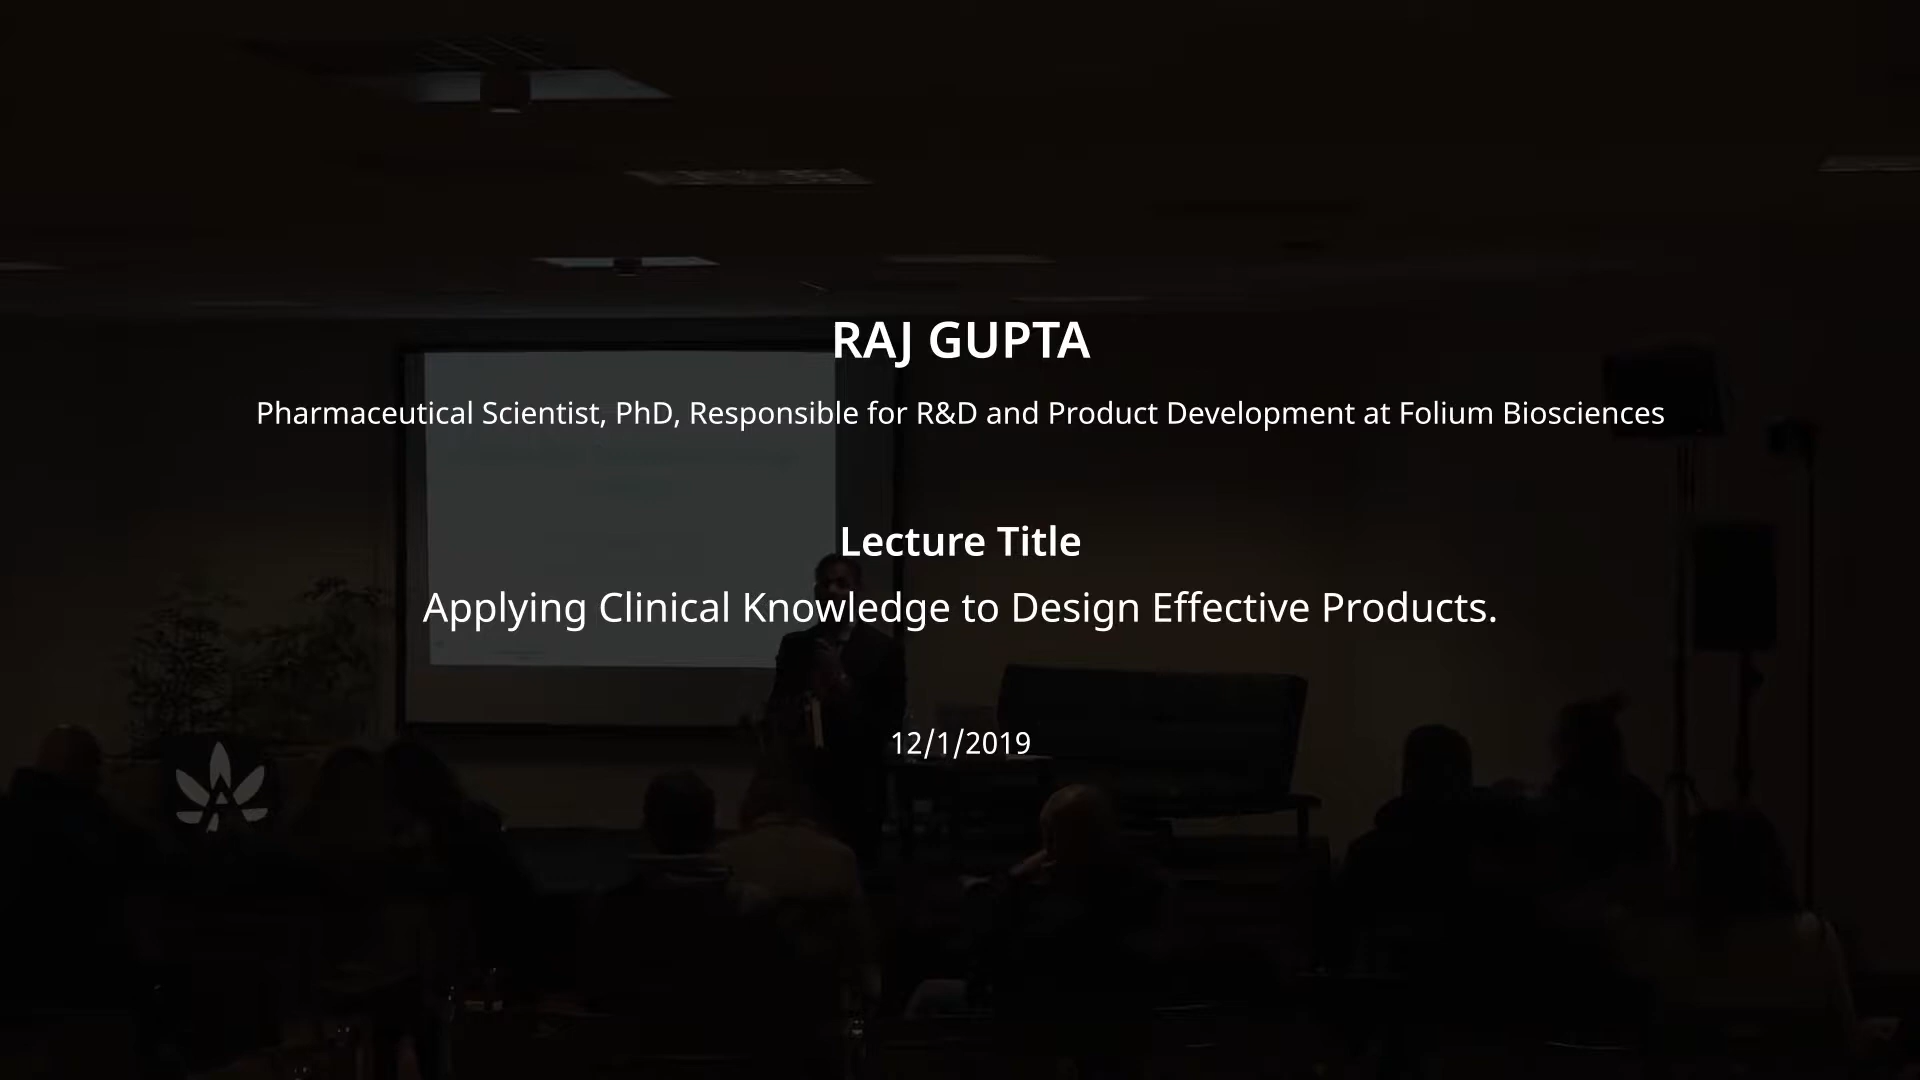 RAJ GUPTA
Pharmaceutical Scientist, PhD, Responsible for R&D and Product Development at Folium Biosciences
Lecture Title
Applying Clinical Knowledge to Design Effective Products.
12/1/2019